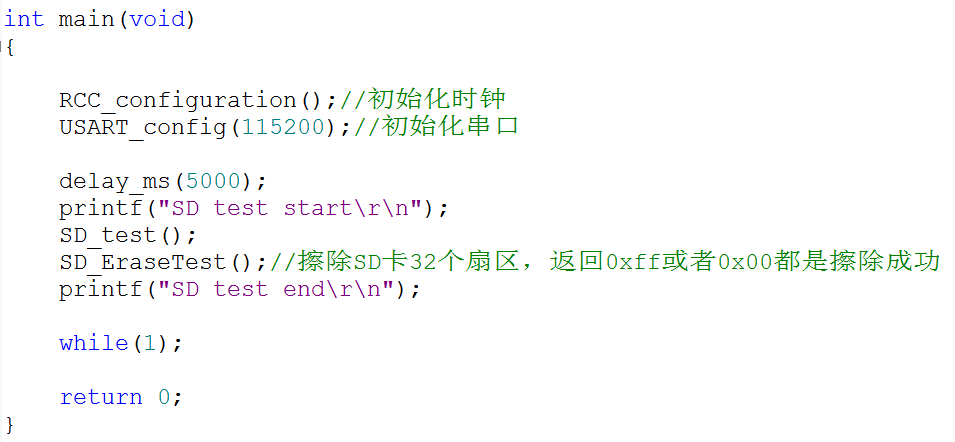 int main(void)
{
RCC_configuration();//初始化时钟
USART_config(115200);//初始化串口
delay_ms(5000);
printf("SD test start\r\n");
SD_test();
SD_EraseTest();//擦除SD卡32个扇区，返回0xff或者0x00都是擦除成功
printf("SD test end\r\n");
while(1);
return 0;
}